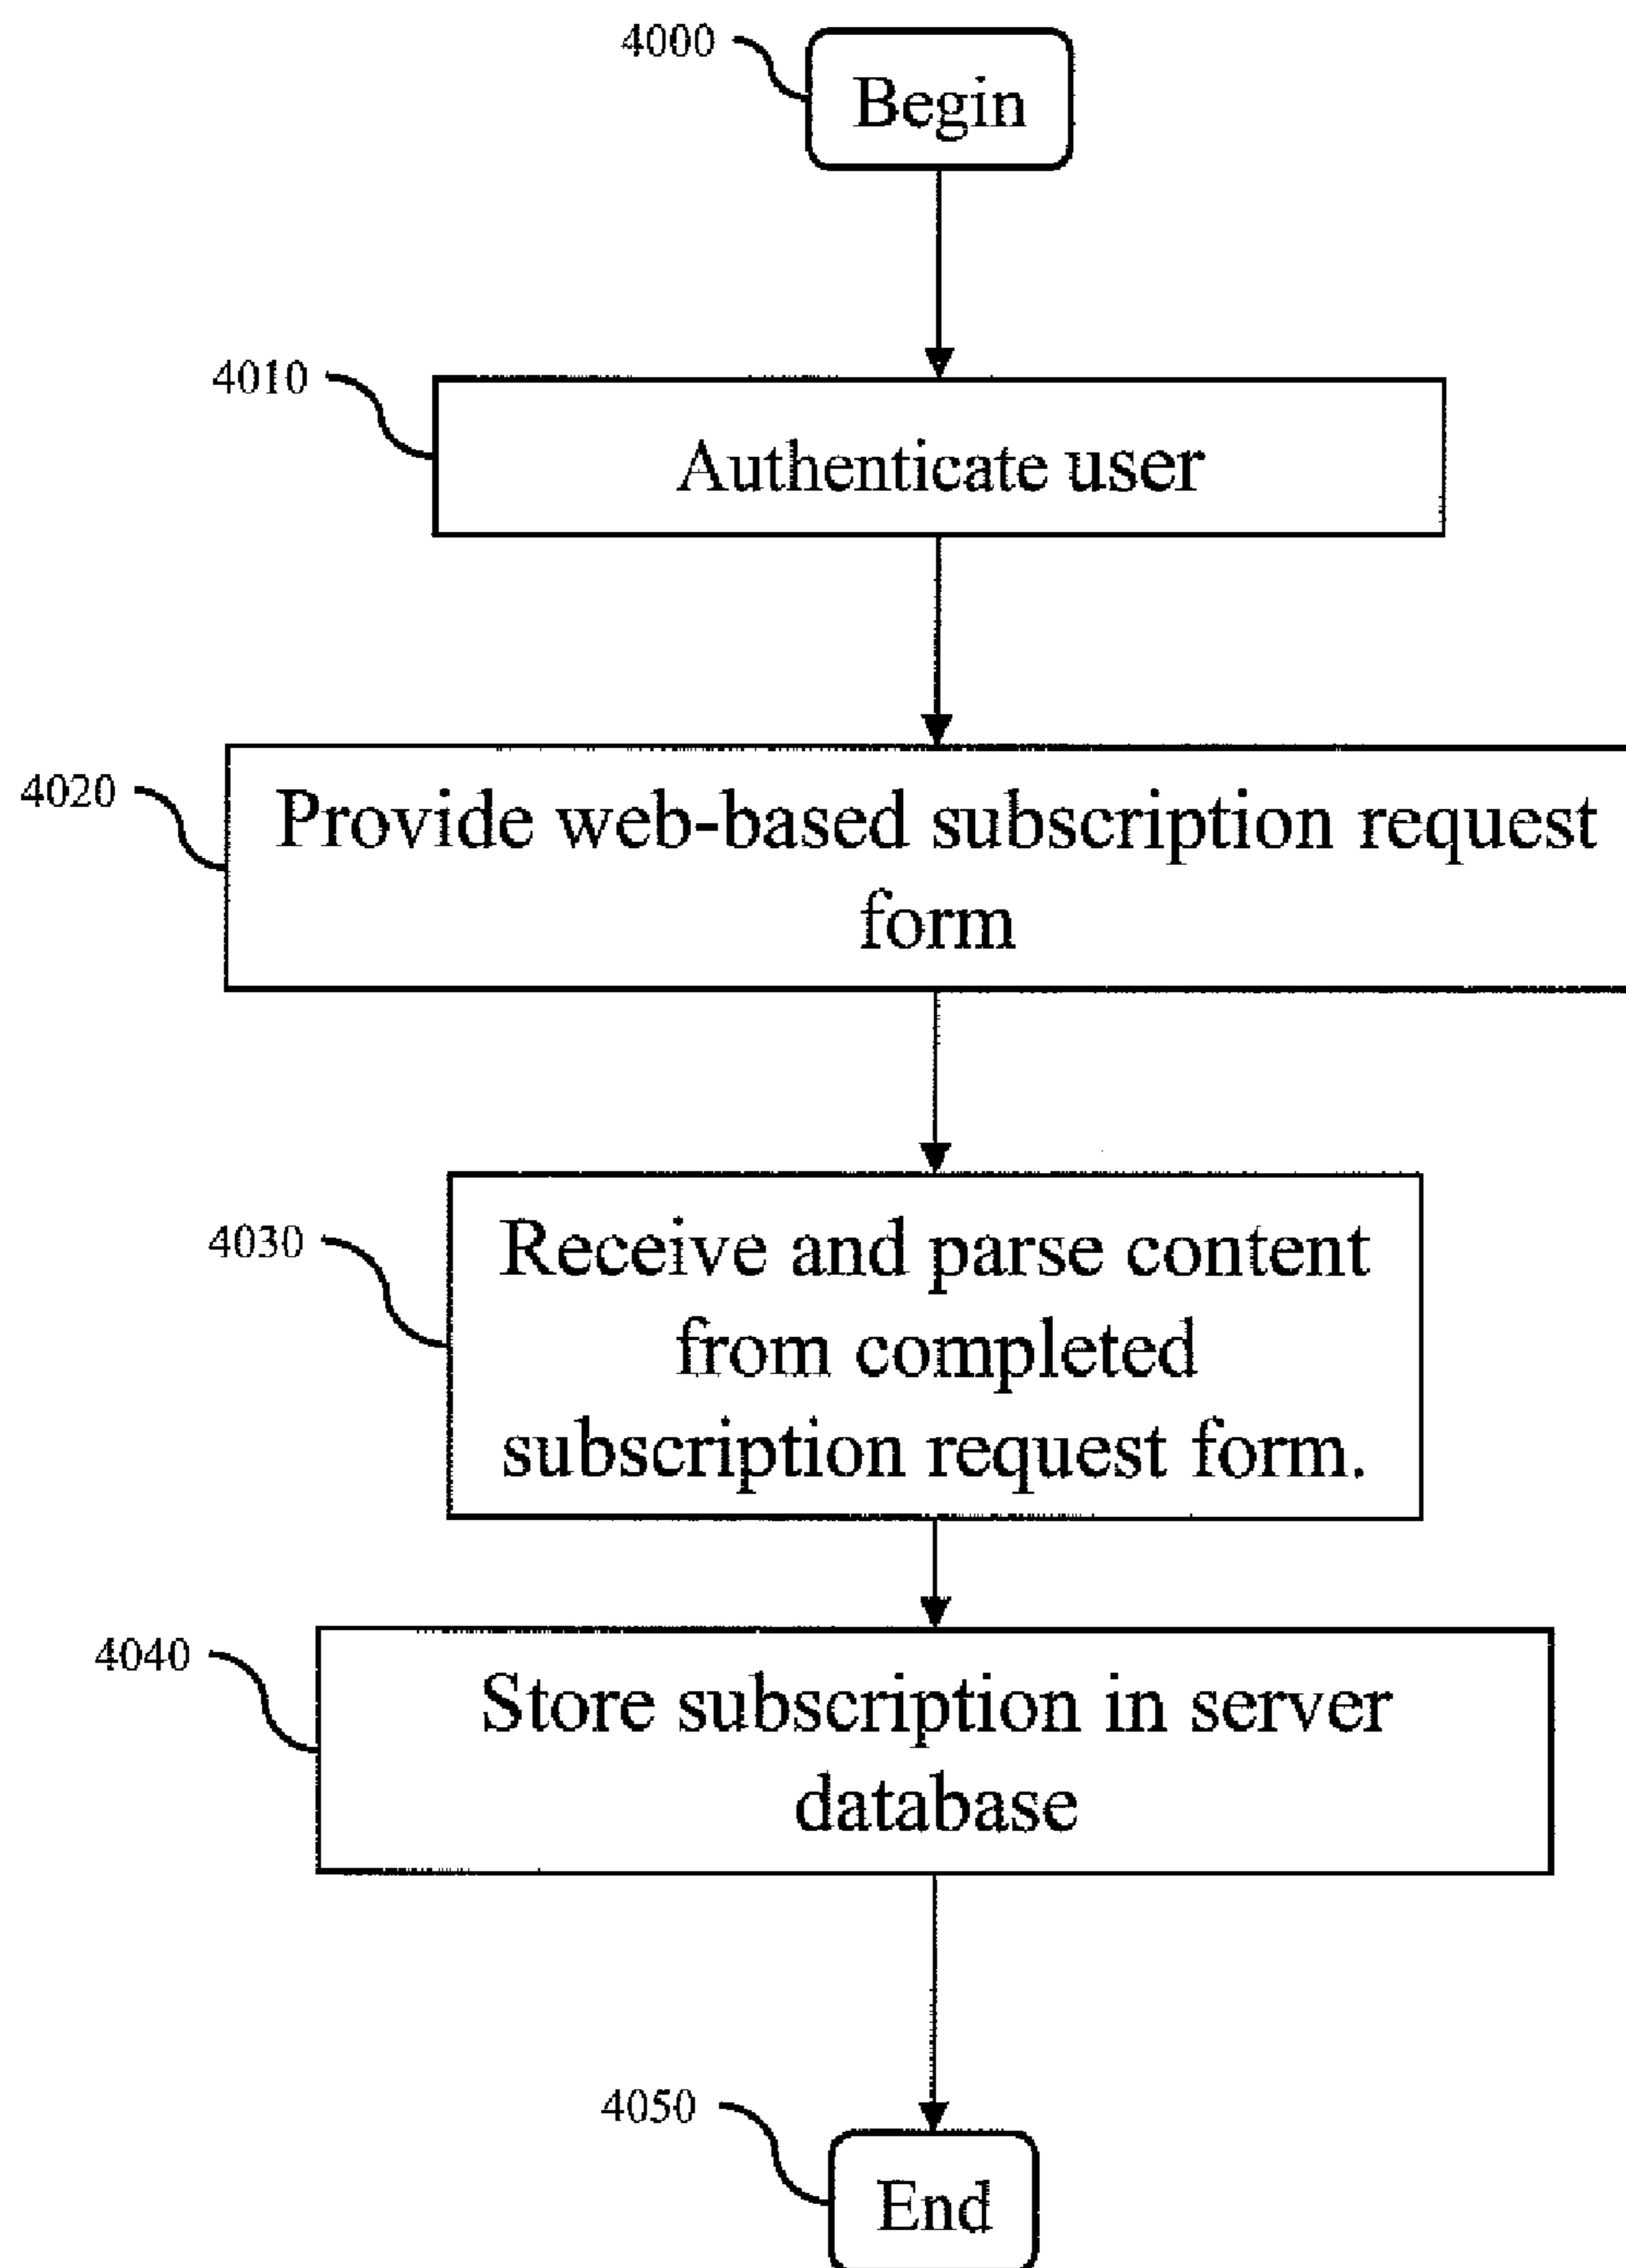 4000
Begin
4010
Authenticate user
4020
Provide web-based subscription request
form
4030
Receive and parse content
from completed
subscription request form.
4040
Store subscription in server
database
4050
End